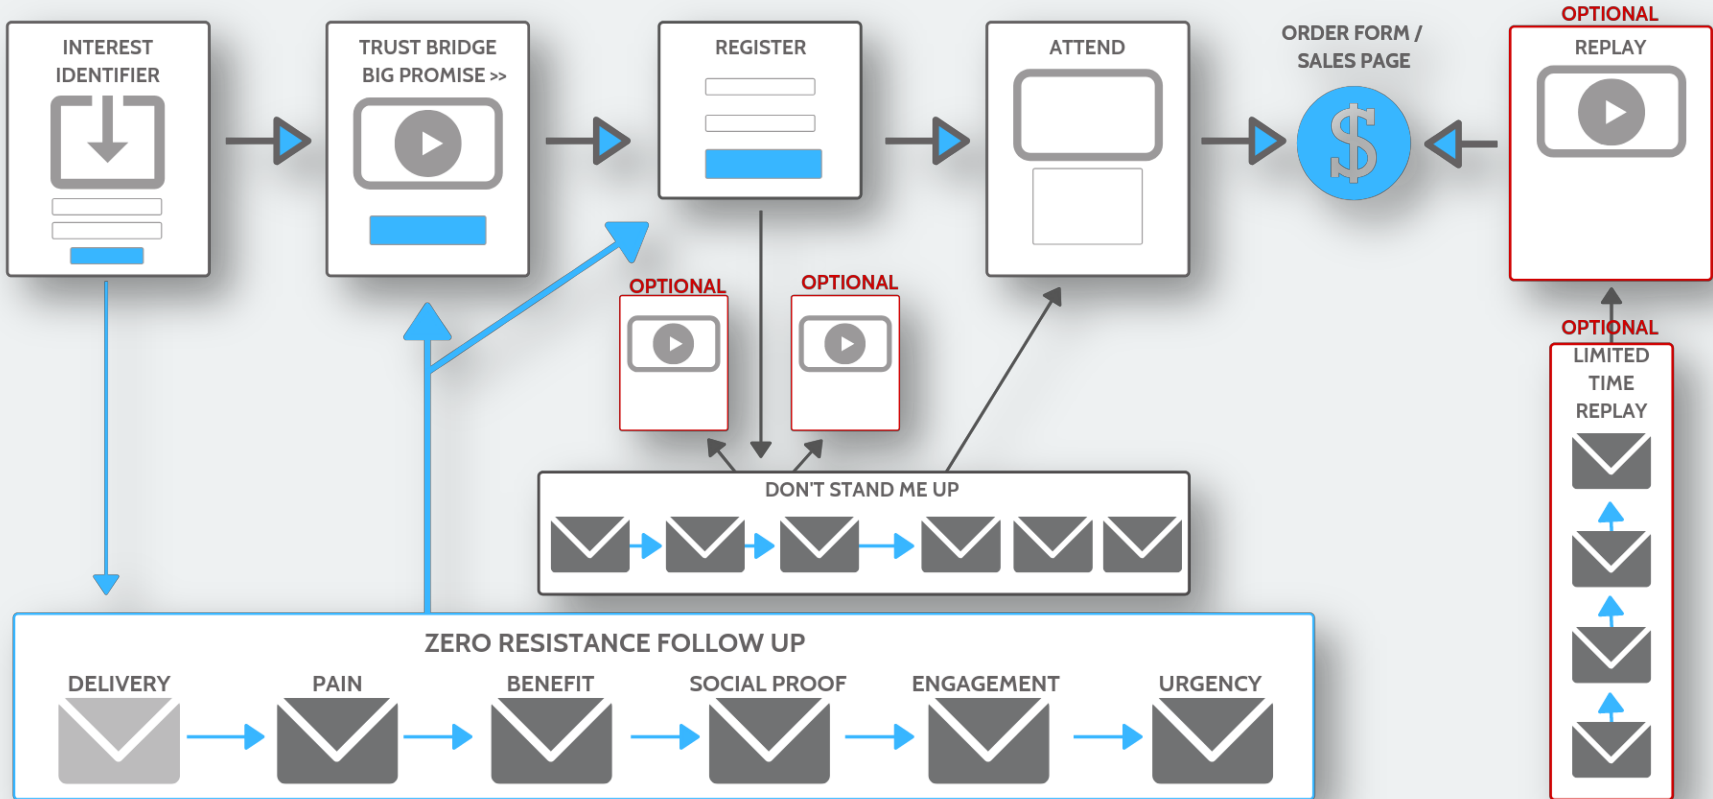 INTEREST
IDENTIFIER
TRUST BRIDGE
BIG PROMISE >>
REGISTER
ATTEND
ORDER FORM /
SALES PAGE
$
OPTIONAL
REPLAY
OPTIONAL
OPTIONAL
OPTIONAL
LIMITED
TIME
REPLAY
DON'T STAND ME UP
ZERO RESISTANCE FOLLOW UP
DELIVERY
PAIN
BENEFIT
SOCIAL PROOF
ENGAGEMENT
URGENCY